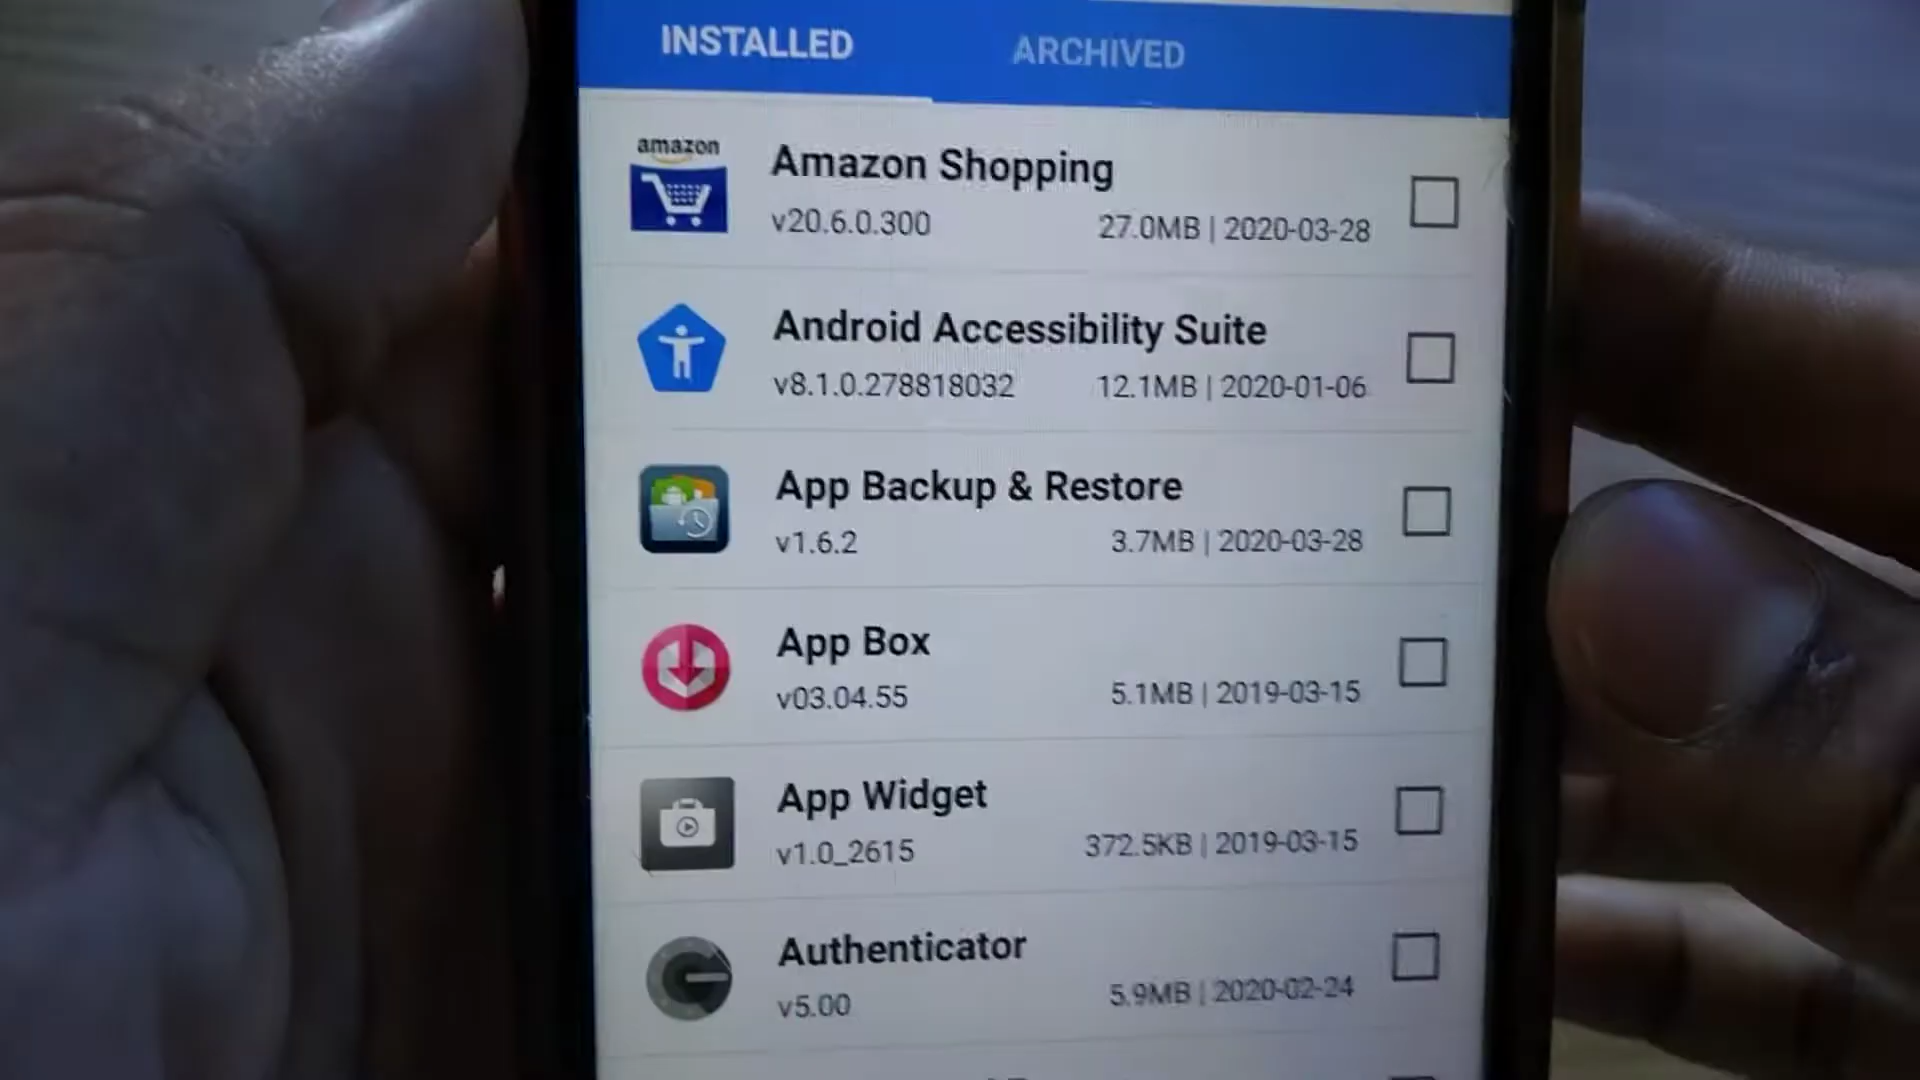 INSTALLED ARCHIVED
amazon
Amazon Shopping
v20.6.0.300 27.0MB | 2020-03-28
Android Accessibility Suite
v8.1.0.278818032 12.1MB | 2020-01-06
App Backup & Restore
v1.6.2 3.7MB | 2020-03-28
App Box
v03.04.55 5.1MB | 2019-03-15
App Widget
v1.0_2615 372.5KB | 2019-03-15
Authenticator
v5.00 5.9MB | 2020-02-24